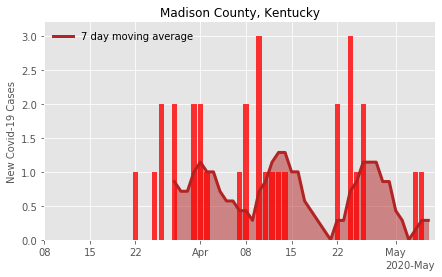 Madison County, Kentucky
7 day moving average
New Covid-19 Cases
3.0
2.5
2.0
1.5
1.0
0.5
0.0
08 15 22 Apr 08 15 22 May
2020-May